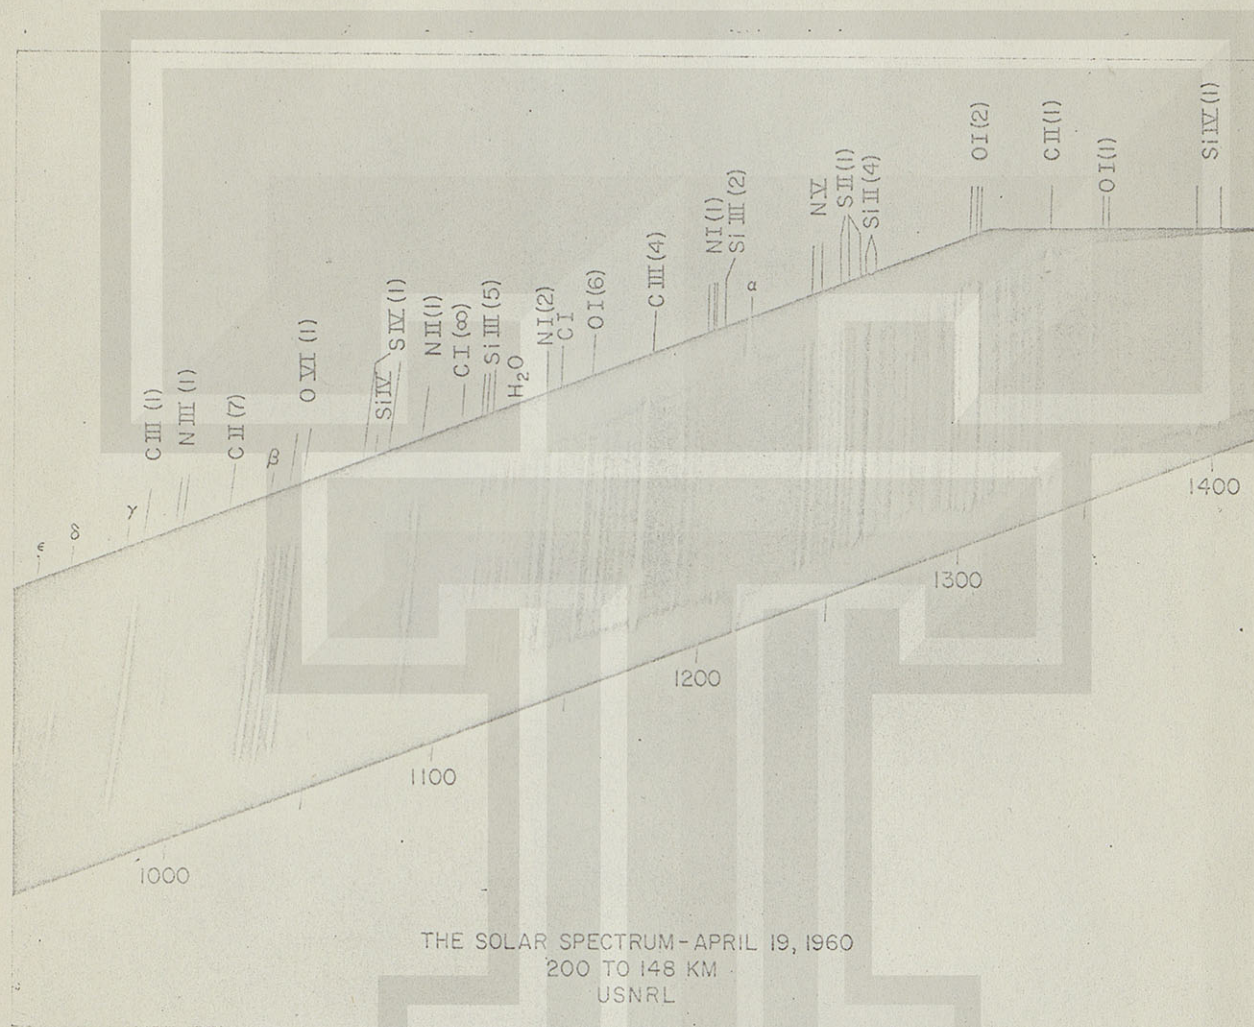 ϵ
δ
γ
C III (1)
N III (1)
C II (7)
β
O VI (1)
Si IV
S IV (1)
N II (1)
C I (∞)
Si III (5)
H2O
N I (2)
C I
O I (6)
C III (4)
N I (1)
Si III (2)
α
N V
S II (1)
Si II (4)
O I (2)
C II (1)
O I (1)
Si IV (1)
1400
1300
1200
1100
1000
THE SOLAR SPECTRUM-APRIL 19, 1960
200 TO 148 KM
USNRL